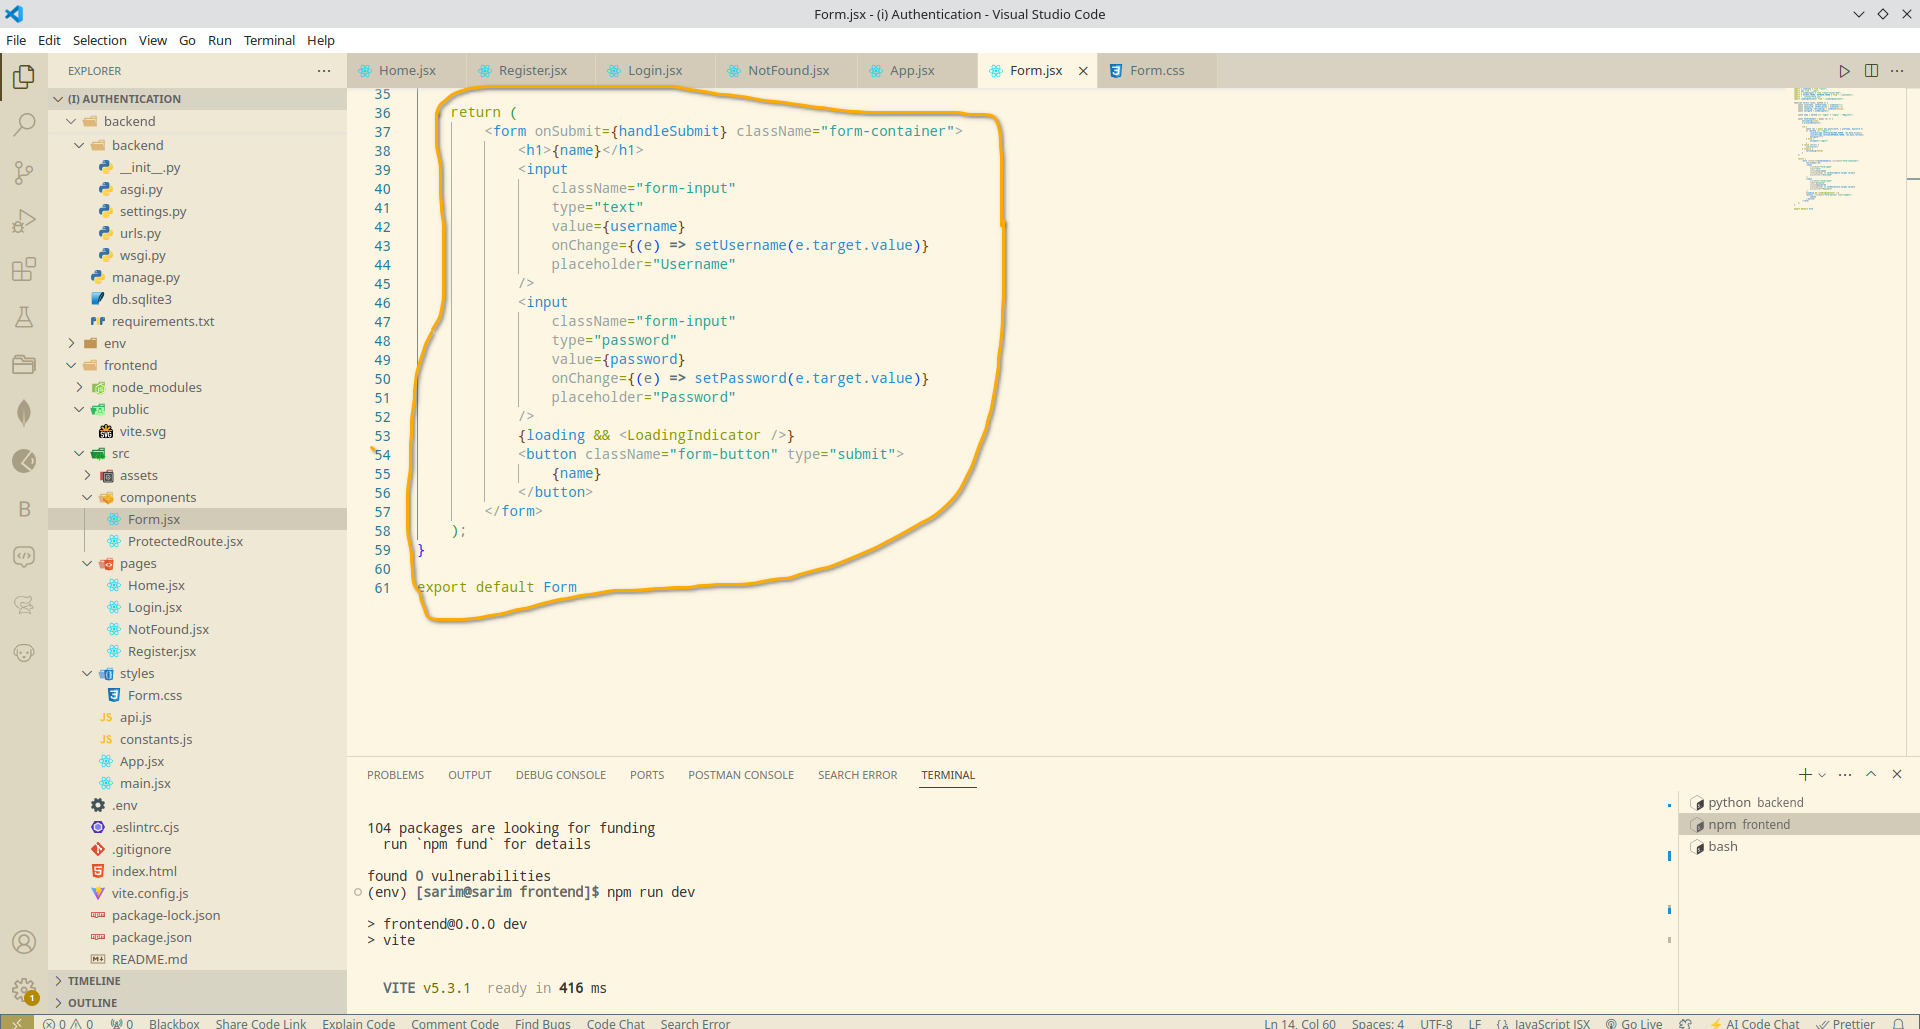 Form.jsx - (i) Authentication - Visual Studio Code
File Edit Selection View Go Run Terminal Help
EXPLORER ···
Home.jsx Register.jsx Login.jsx NotFound.jsx App.jsx Form.jsx Form.css
(I) AUTHENTICATION
backend
backend
__init__.py
asgi.py
settings.py
urls.py
wsgi.py
manage.py
db.sqlite3
requirements.txt
env
frontend
node_modules
public
vite.svg
src
assets
components
Form.jsx
ProtectedRoute.jsx
pages
Home.jsx
Login.jsx
NotFound.jsx
Register.jsx
styles
Form.css
JS api.js
JS constants.js
App.jsx
main.jsx
.env
.eslintrc.cjs
.gitignore
index.html
vite.config.js
package-lock.json
package.json
README.md
TIMELINE
OUTLINE
35
36 return (
37 <form onSubmit={handleSubmit} className="form-container">
38 <h1>{name}</h1>
39 <input
40 className="form-input"
41 type="text"
42 value={username}
43 onChange={(e) => setUsername(e.target.value)}
44 placeholder="Username"
45 />
46 <input
47 className="form-input"
48 type="password"
49 value={password}
50 onChange={(e) => setPassword(e.target.value)}
51 placeholder="Password"
52 />
53 {loading && <LoadingIndicator />}
54 <button className="form-button" type="submit">
55 {name}
56 </button>
57 </form>
58 );
59 }
60
61 export default Form
PROBLEMS OUTPUT DEBUG CONSOLE PORTS POSTMAN CONSOLE SEARCH ERROR TERMINAL
104 packages are looking for funding
run `npm fund` for details
found 0 vulnerabilities
(env) [sarim@sarim frontend]$ npm run dev
> frontend@0.0.0 dev
> vite
VITE v5.3.1 ready in 416 ms
python backend
npm frontend
bash
1
0 0 0 Blackbox Share Code Link Explain Code Comment Code Find Bugs Code Chat Search Error Ln 14, Col 60 Spaces: 4 UTF-8 LF JavaScript JSX Go Live AI Code Chat Prettier